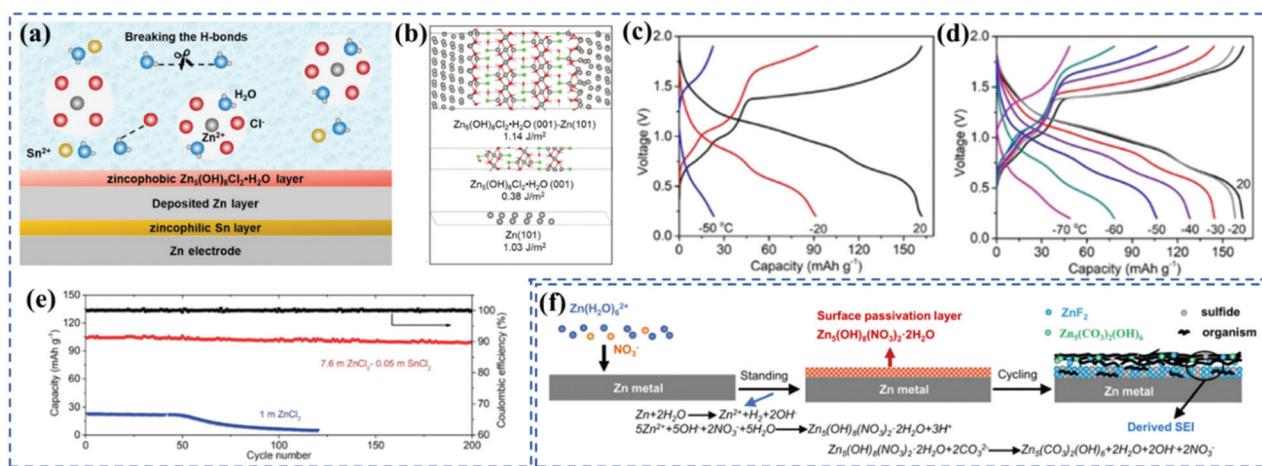 (a)
Breaking the H-bonds
H₂O
Cl⁻
Zn²⁺
Sn²⁺
zincophobic Zn₅(OH)₈Cl₂•H₂O layer
Deposited Zn layer
zincophilic Sn layer
Zn electrode
(b)
Zn₅(OH)₈Cl₂•H₂O (001)-Zn(101)
1.14 J/m²
Zn₅(OH)₈Cl₂•H₂O (001)
0.38 J/m²
Zn(101)
1.03 J/m²
(c)
Voltage (V)
2.0
1.5
1.0
0.5
0.0
-50 °C
-20
20
0 30 60 90 120 150
Capacity (mAh g⁻¹)
(d)
Voltage (V)
2.0
1.5
1.0
0.5
0.0
20
-70 °C
-60
-50
-40
-30
-20
0 30 60 90 120 150
Capacity (mAh g⁻¹)
(e)
Capacity (mAh g⁻¹)
150
120
90
60
30
0
7.6 m ZnCl₂- 0.05 m SnCl₂
1 m ZnCl₂
100
90
80
70
60
Coulombic efficiency (%)
0 50 100 150 200
Cycle number
(f)
Zn(H₂O)₆²⁺
NO₃⁻
Zn metal
Standing
Surface passivation layer
Zn₅(OH)₈(NO₃)₂·2H₂O
Zn metal
Cycling
ZnF₂
sulfide
Zn₅(CO₃)₂(OH)₆
organism
Zn metal
Derived SEI
Zn+2H₂O→Zn²⁺+H₂+2OH⁻
5Zn²⁺+5OH⁻+2NO₃⁻+5H₂O→Zn₅(OH)₈(NO₃)₂·2H₂O+3H⁺
Zn₅(OH)₈(NO₃)₂·2H₂O+2CO₃²⁻→Zn₅(CO₃)₂(OH)₆+2H₂O+2OH⁻+2NO₃⁻